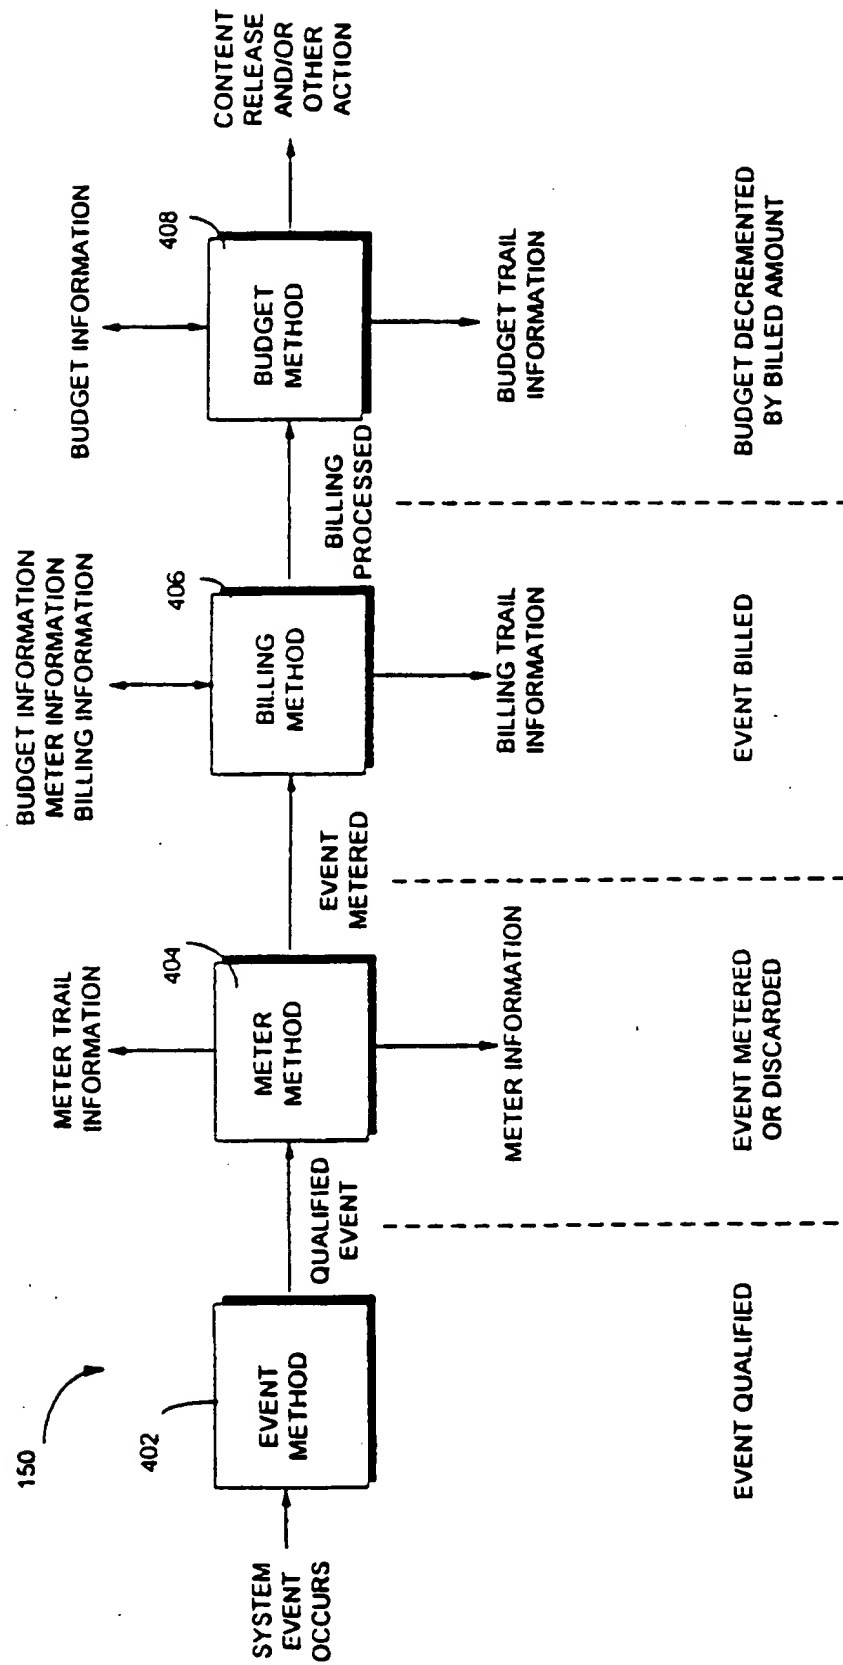 150
SYSTEM
EVENT
OCCURS
402
EVENT
METHOD
QUALIFIED
EVENT
EVENT QUALIFIED
METER TRAIL
INFORMATION
404
METER
METHOD
METER INFORMATION
EVENT
METERED
EVENT METERED
OR DISCARDED
BUDGET INFORMATION
METER INFORMATION
BILLING INFORMATION
406
BILLING
METHOD
BILLING TRAIL
INFORMATION
BILLING
PROCESSED
EVENT BILLED
BUDGET INFORMATION
408
BUDGET
METHOD
BUDGET TRAIL
INFORMATION
CONTENT
RELEASE
AND/OR
OTHER
ACTION
BUDGET DECREMENTED
BY BILLED AMOUNT